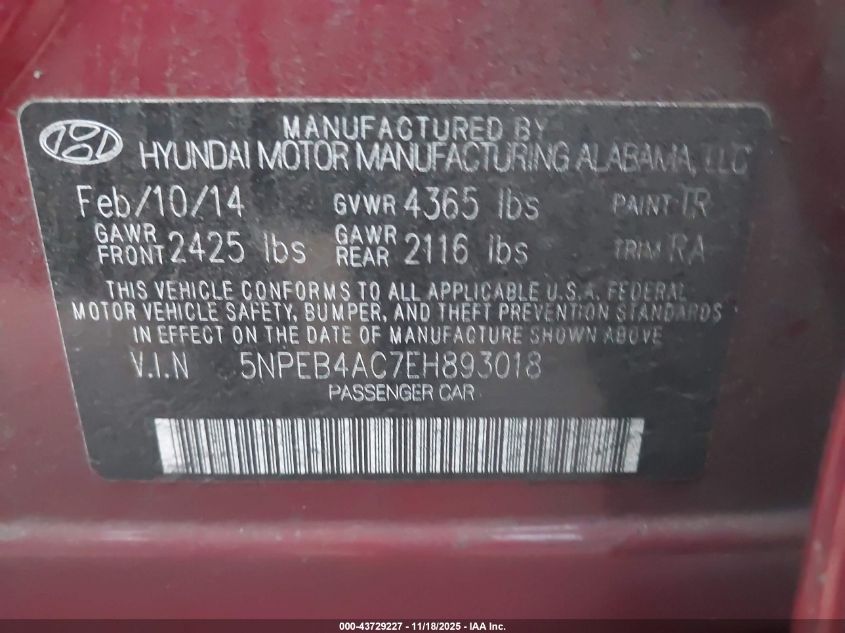 MANUFACTURED BY
HYUNDAI MOTOR MANUFACTURING ALABAMA, LLC
Feb/10/14 GVWR 4365 lbs PAINT TR
GAWR FRONT 2425 lbs GAWR REAR 2116 lbs TRIM RA
THIS VEHICLE CONFORMS TO ALL APPLICABLE U.S.A. FEDERAL
MOTOR VEHICLE SAFETY, BUMPER, AND THEFT PREVENTION STANDARDS
IN EFFECT ON THE DATE OF MANUFACTURE SHOWN ABOVE
V.I.N 5NPEB4AC7EH893018
PASSENGER CAR
000-43729227 - 11/18/2025 - IAA Inc.